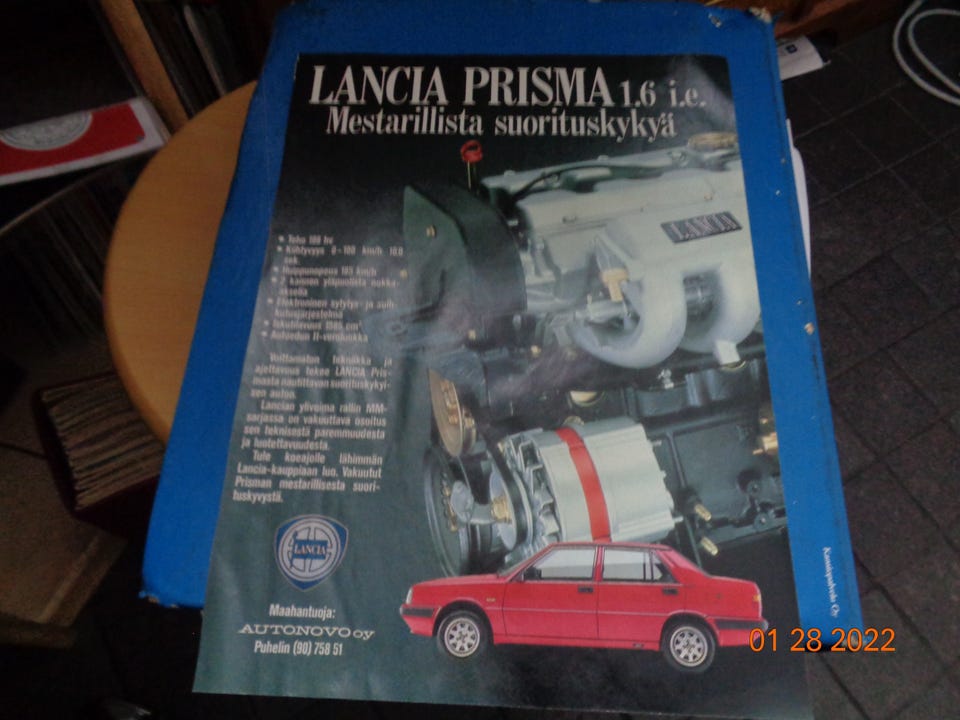 LANCIA PRISMA 1.6 i.e.
Mestarillista suorituskykyä
LANCIA
• Teho 108 hv
• Kiihtyvyys 0–100 km/h
sek.
• Huippunopeus 185 km/h
• 2 kannen yläpuolista nokka-
akselia
• Elektroninen sytytys- ja suih-
kutusjärjestelmä
• Iskutilavuus 1585 cm³
• Autoedun II-veroluokka
Voittamaton tekniikka ja
ajettavuus tekee LANCIA Pris-
masta nautittavan suorituskykyi-
sen auton.
Lancian ylivoima rallin MM-
sarjassa on vakuuttava osoitus
sen teknisestä paremmuudesta
ja luotettavuudesta.
Tule koeajolle lähimmän
Lancia-kauppiaan luo. Vakuutut
Prisman mestarillisesta suori-
tuskyvystä.
LANCIA
Maahantuoja:
AUTONOVO OY
Puhelin (90) 758 51
Kansiopalvelu Oy
01 28 2022